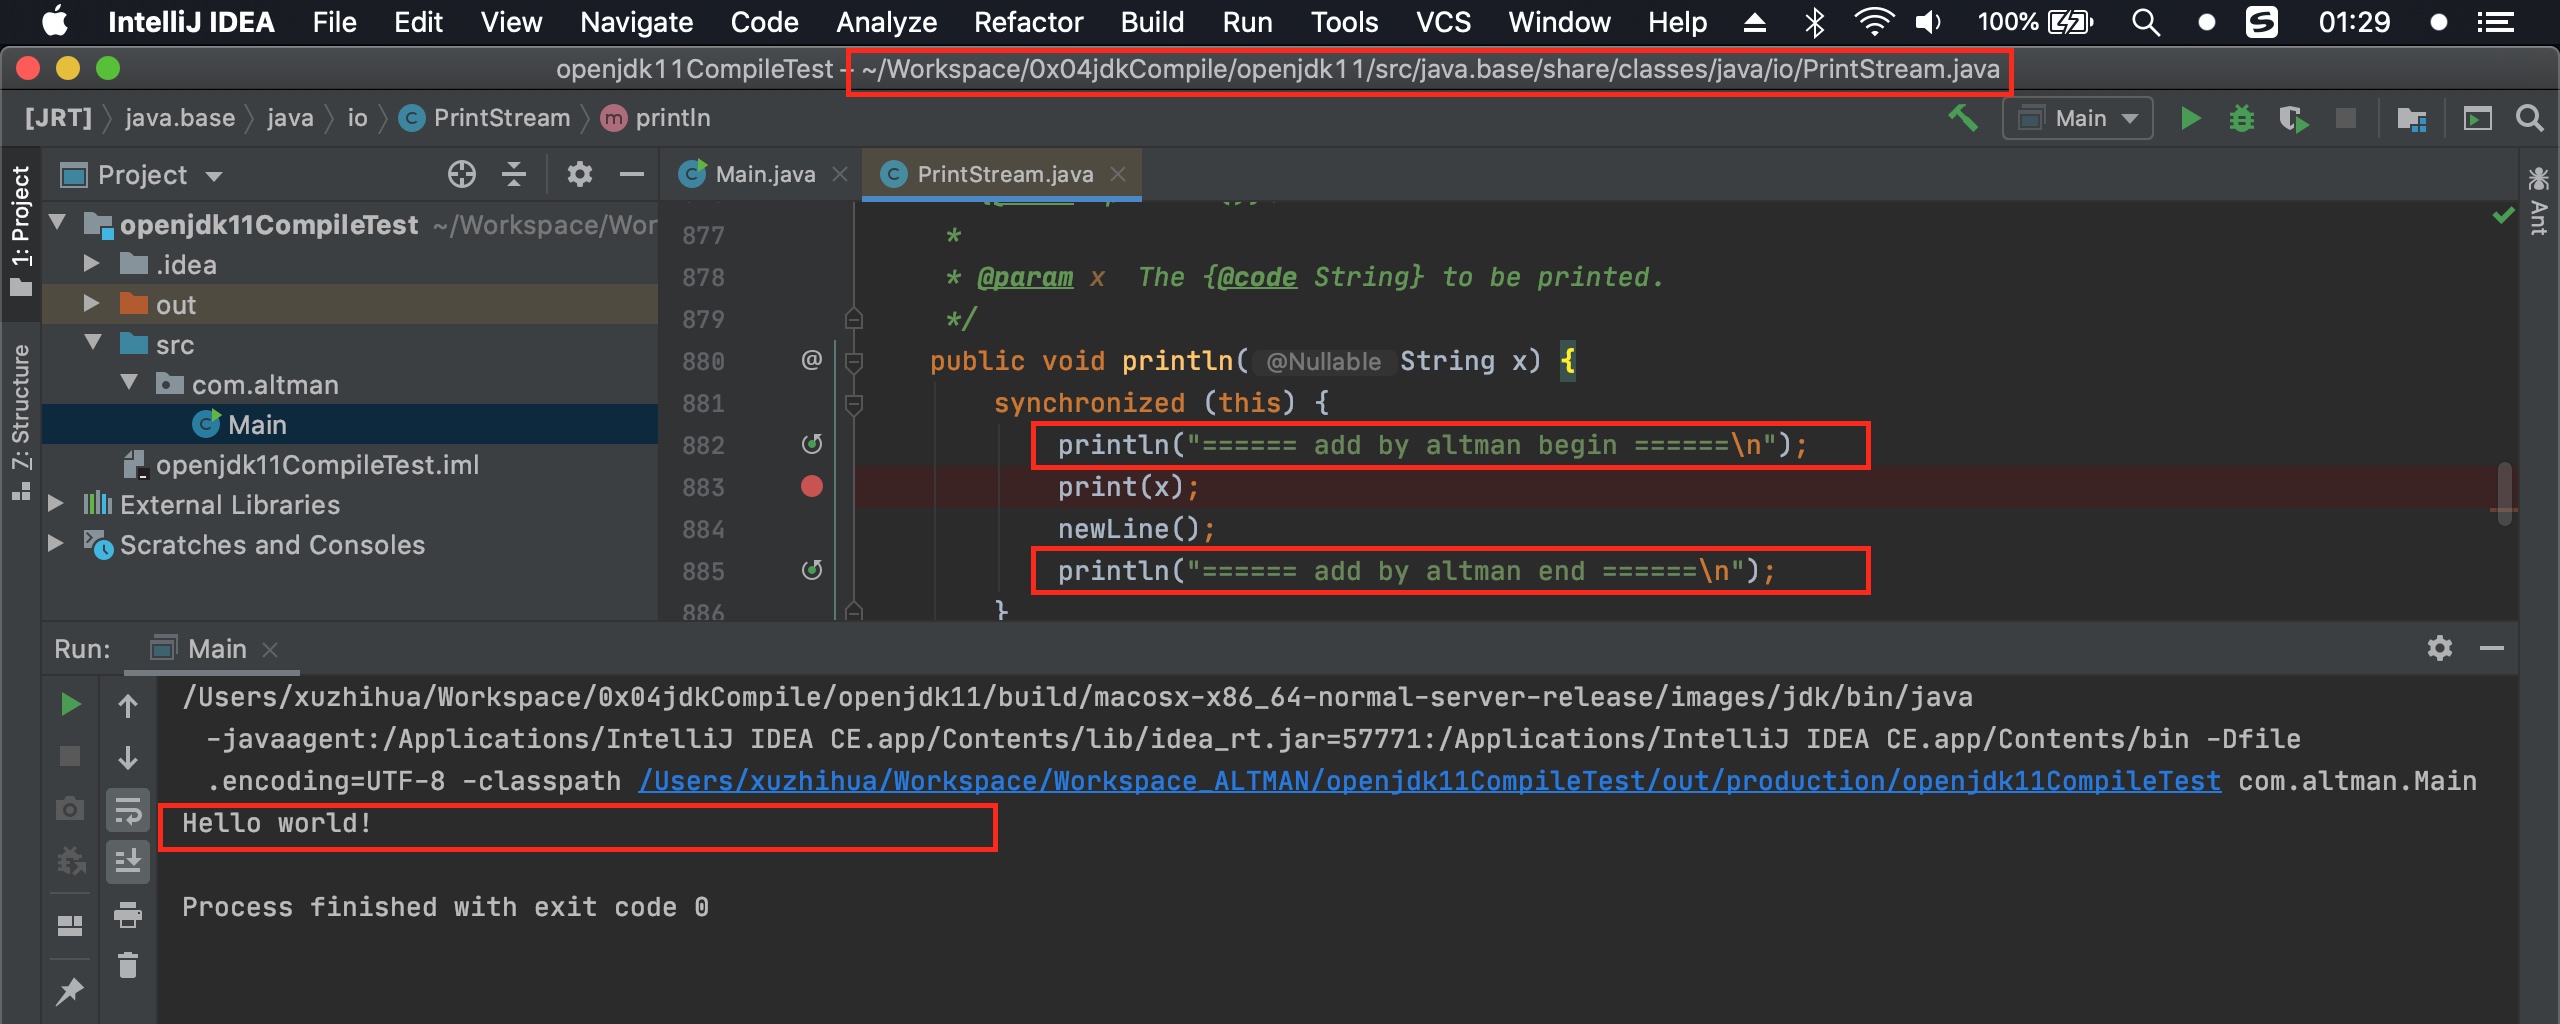 IntelliJ IDEA File Edit View Navigate Code Analyze Refactor Build Run Tools VCS Window Help 100% 01:29
openjdk11CompileTest – ~/Workspace/0x04jdkCompile/openjdk11/src/java.base/share/classes/java/io/PrintStream.java
[JRT] java.base java io PrintStream println Main
1: Project
Z: Structure
Project
openjdk11CompileTest ~/Workspace/Wor
.idea
out
src
com.altman
Main
openjdk11CompileTest.iml
External Libraries
Scratches and Consoles
Main.java PrintStream.java
877 *
878 * @param x The {@code String} to be printed.
879 */
880 @ public void println( @Nullable String x) {
881 synchronized (this) {
882 println("====== add by altman begin ======\n");
883 print(x);
884 newLine();
885 println("====== add by altman end ======\n");
886 }
Ant
Run: Main
/Users/xuzhihua/Workspace/0x04jdkCompile/openjdk11/build/macosx-x86_64-normal-server-release/images/jdk/bin/java
-javaagent:/Applications/IntelliJ IDEA CE.app/Contents/lib/idea_rt.jar=57771:/Applications/IntelliJ IDEA CE.app/Contents/bin -Dfile
.encoding=UTF-8 -classpath /Users/xuzhihua/Workspace/Workspace_ALTMAN/openjdk11CompileTest/out/production/openjdk11CompileTest com.altman.Main
Hello world!
Process finished with exit code 0